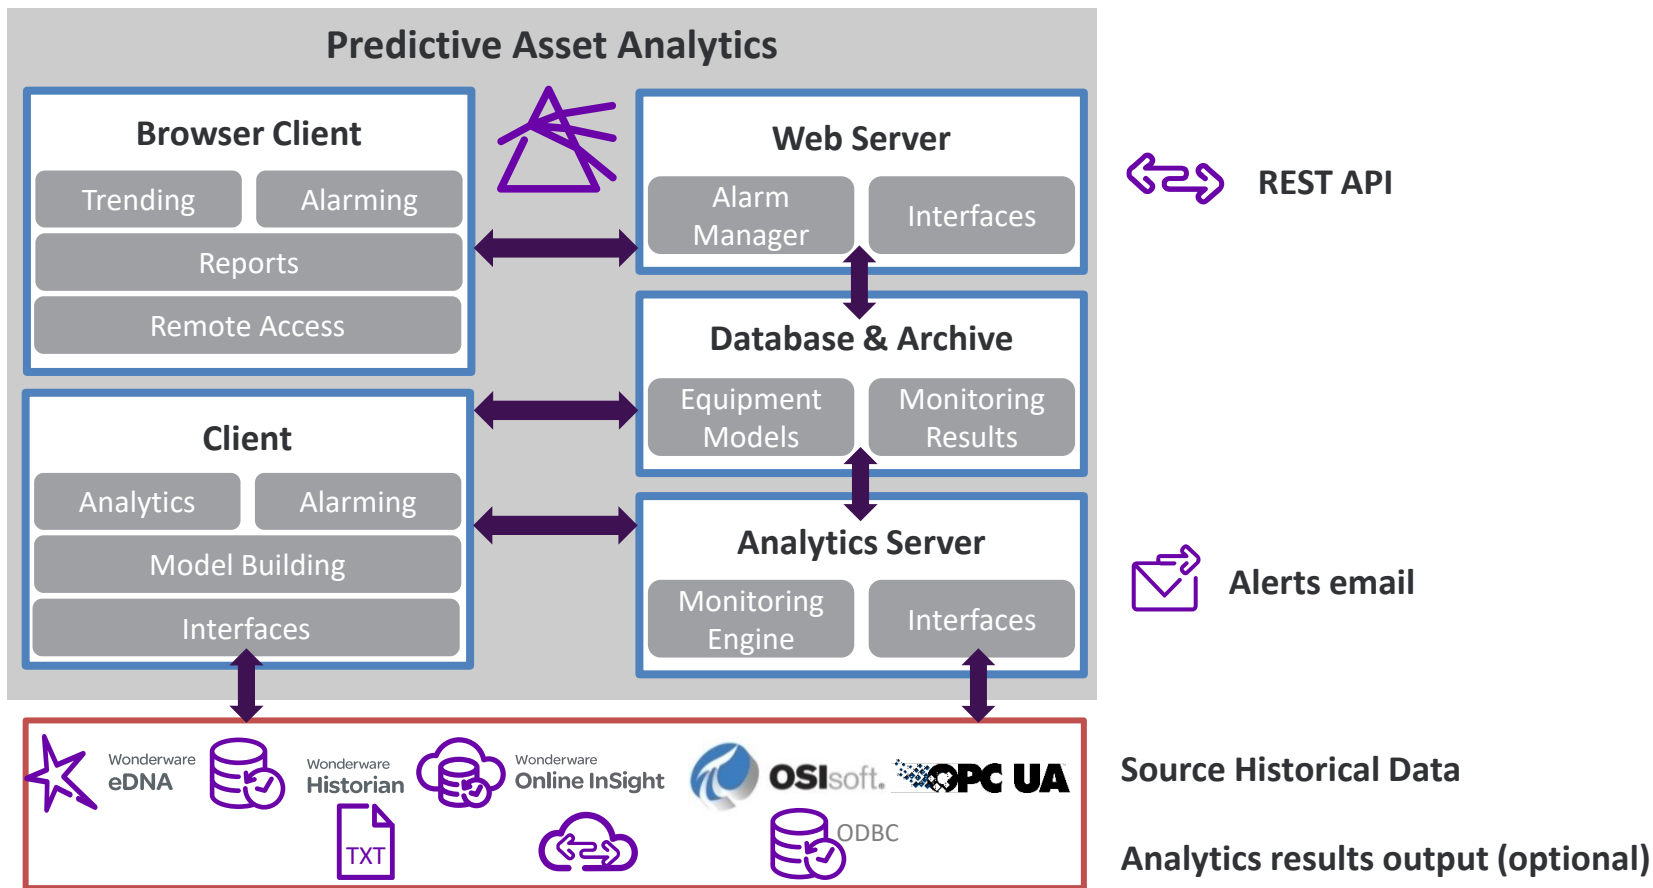 Predictive Asset Analytics
Browser Client
Trending
Alarming
Reports
Remote Access
Web Server
Alarm
Manager
Interfaces
REST API
Database & Archive
Equipment
Models
Monitoring
Results
Client
Analytics
Alarming
Model Building
Interfaces
Analytics Server
Monitoring
Engine
Interfaces
Alerts email
Wonderware
eDNA
Wonderware
Historian
Wonderware
Online InSight
OSIsoft.
OPC UA
TXT
ODBC
Source Historical Data
Analytics results output (optional)